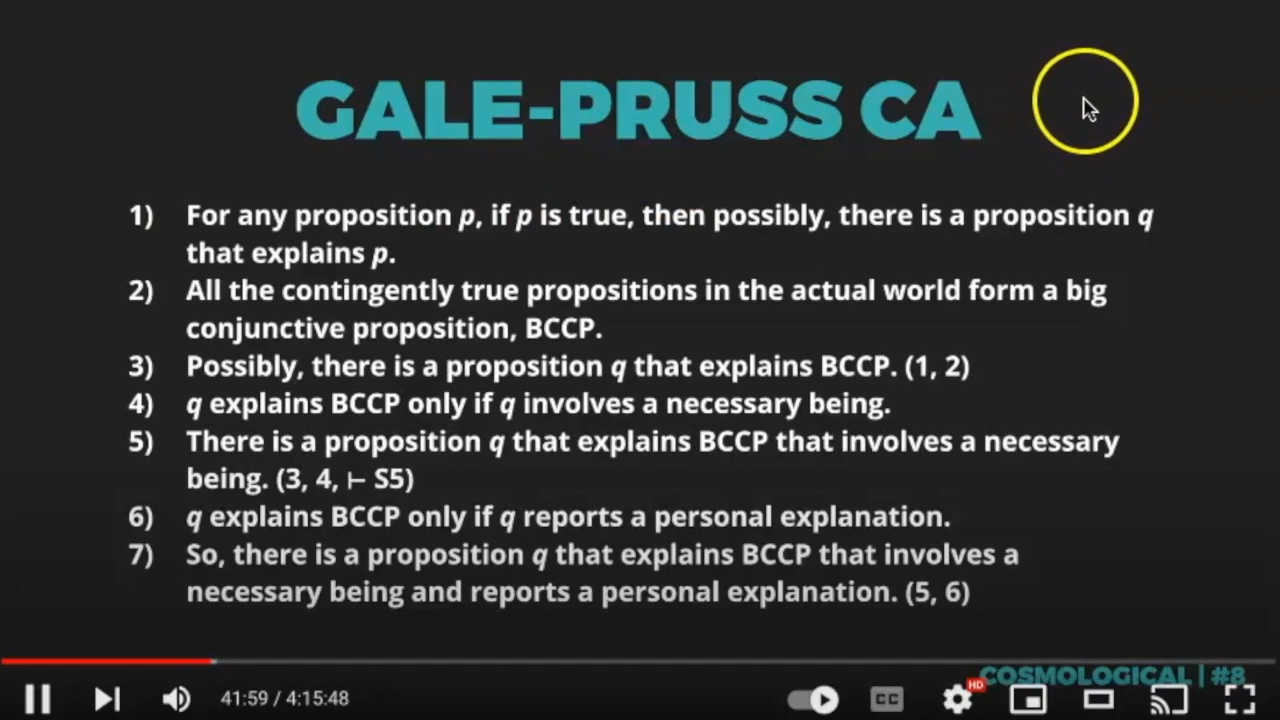 GALE-PRUSS CA
1) For any proposition p, if p is true, then possibly, there is a proposition q
that explains p.
2) All the contingently true propositions in the actual world form a big
conjunctive proposition, BCCP.
3) Possibly, there is a proposition q that explains BCCP. (1, 2)
4) q explains BCCP only if q involves a necessary being.
5) There is a proposition q that explains BCCP that involves a necessary
being. (3, 4, ⊢ S5)
6) q explains BCCP only if q reports a personal explanation.
7) So, there is a proposition q that explains BCCP that involves a
necessary being and reports a personal explanation. (5, 6)
COSMOLOGICAL | #8
41:59 / 4:15:48
CC
HD